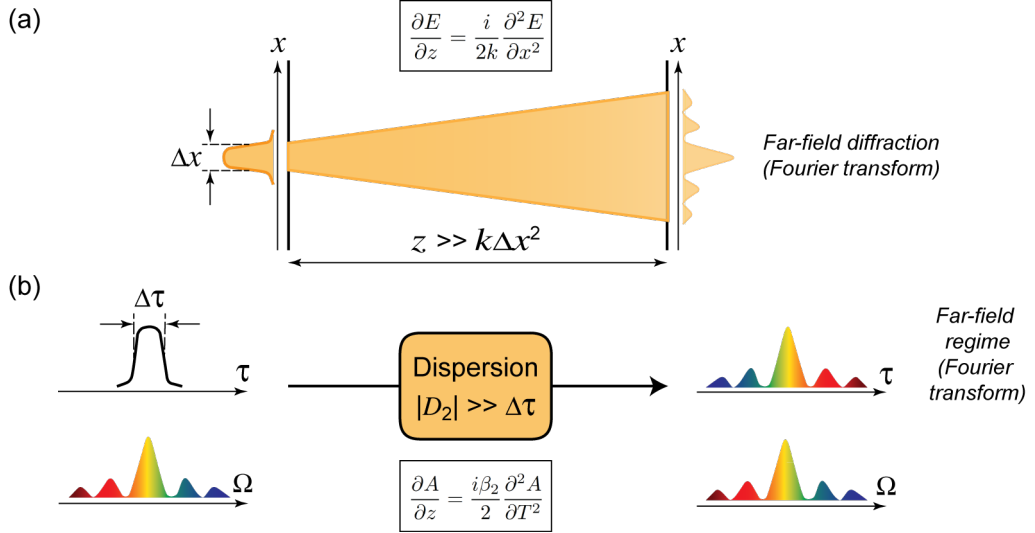 (a)
x
∂E/∂z = i/2k ∂²E/∂x²
x
Δx
Far-field diffraction
(Fourier transform)
z >> kΔx²
(b)
Δτ
τ
Dispersion
|D₂| >> Δτ
τ
Far-field
regime
(Fourier
transform)
Ω
∂A/∂z = iβ₂/2 ∂²A/∂T²
Ω